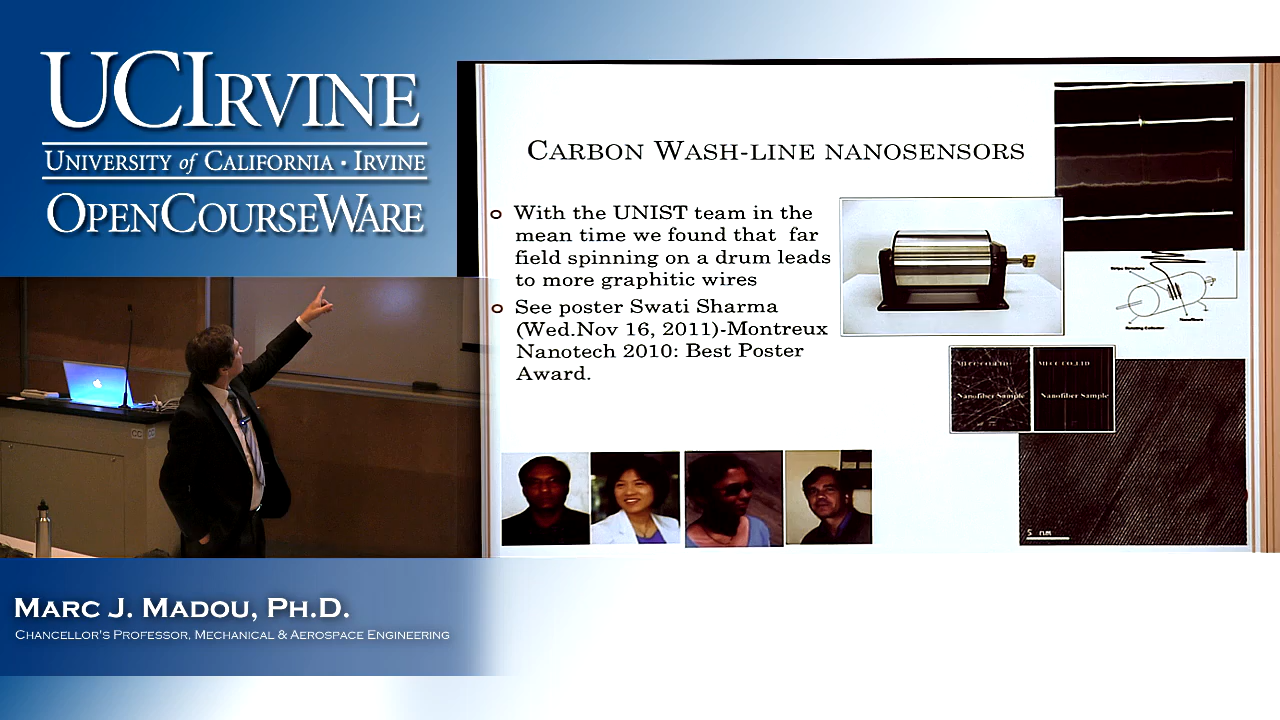 UCIRVINE
UNIVERSITY of CALIFORNIA · IRVINE
OPENCOURSEWARE
CARBON WASH-LINE NANOSENSORS
With the UNIST team in the
mean time we found that far
field spinning on a drum leads
to more graphitic wires
See poster Swati Sharma
(Wed.Nov 16, 2011)-Montreux
Nanotech 2010: Best Poster
Award.
Nanofiber Sample
Nanofiber Sample
5 nm
MARC J. MADOU, PH.D.
CHANCELLOR'S PROFESSOR, MECHANICAL & AEROSPACE ENGINEERING